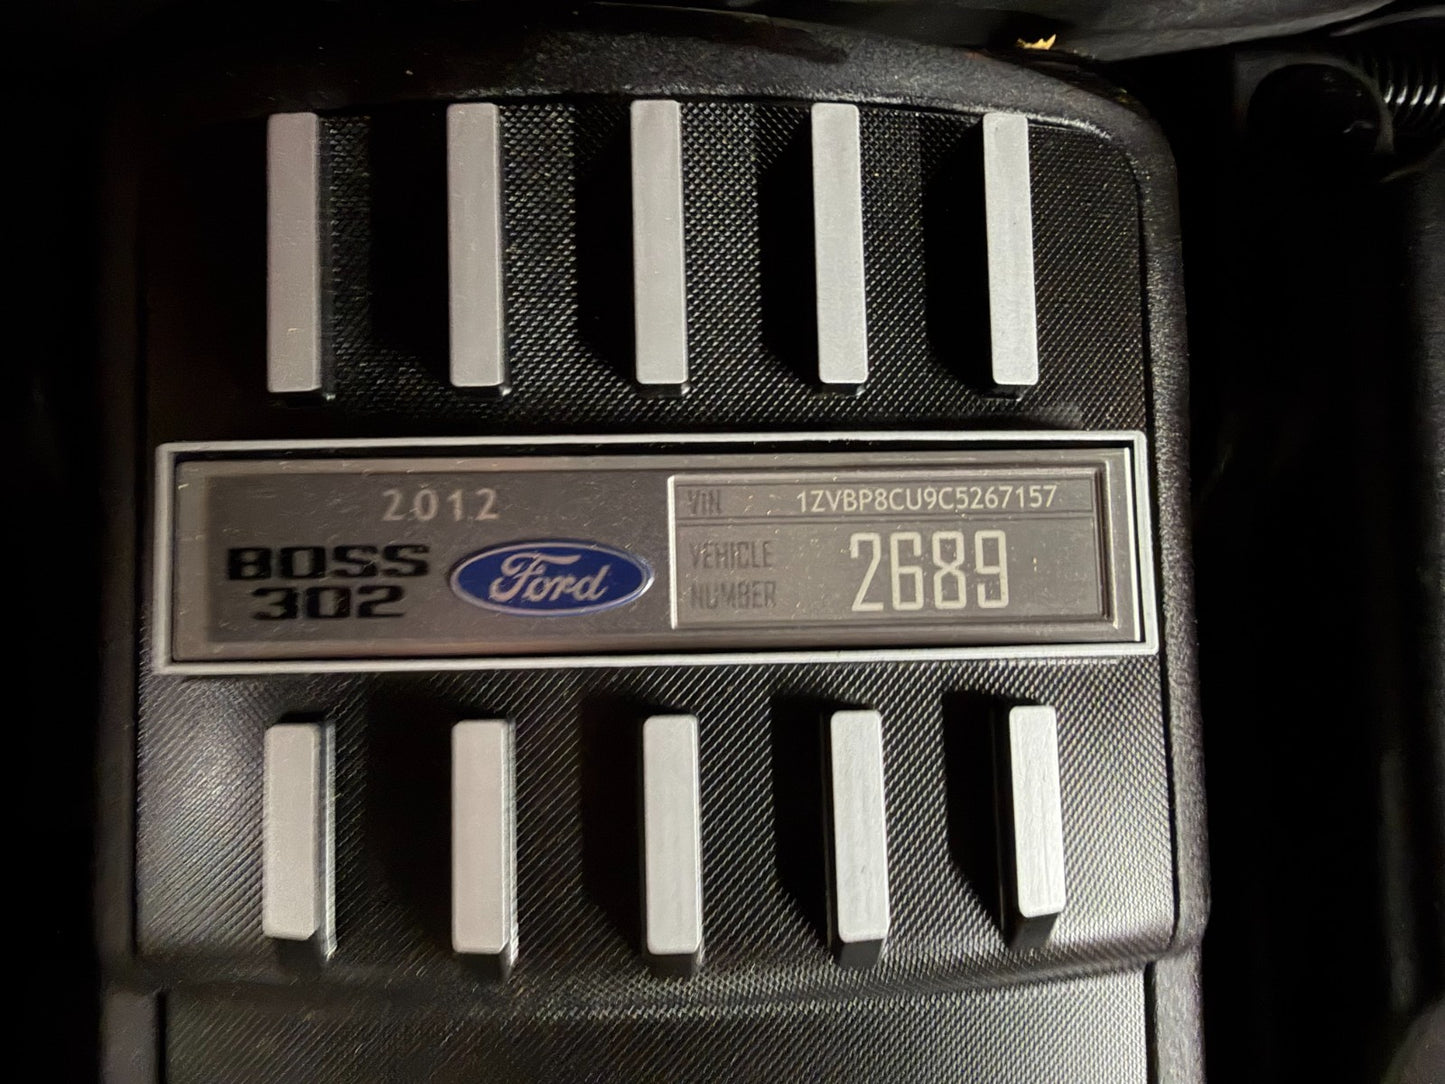 2012
BOSS
302
Ford
VIN 1ZVBP8CU9C5267157
VEHICLE
NUMBER
2689